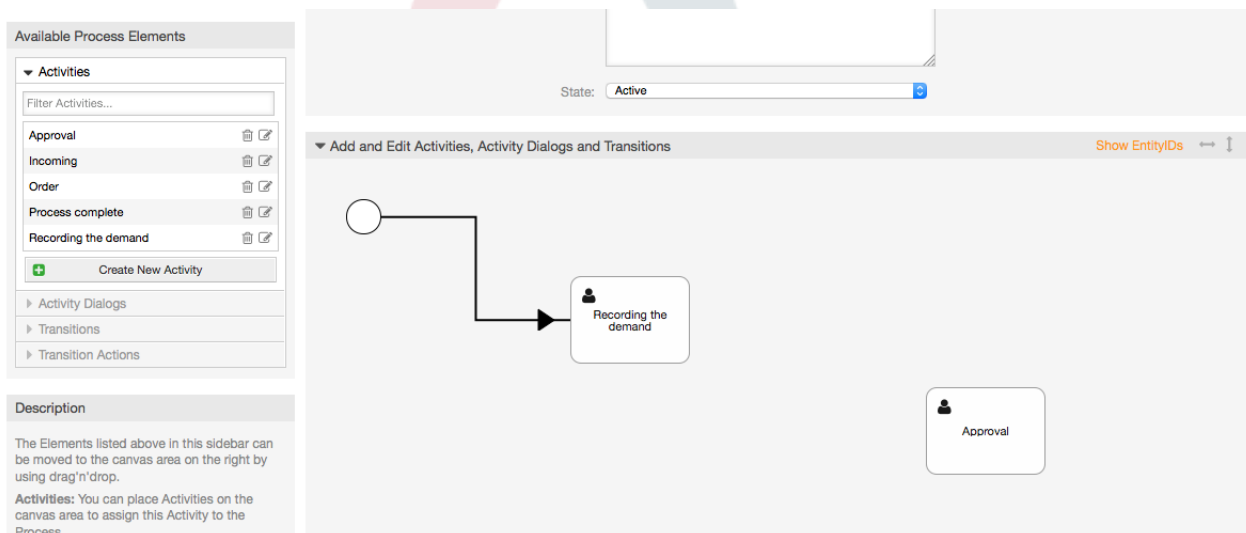 Available Process Elements
Activities
Filter Activities...
Approval
Incoming
Order
Process complete
Recording the demand
Create New Activity
Activity Dialogs
Transitions
Transition Actions
Description
The Elements listed above in this sidebar can
be moved to the canvas area on the right by
using drag'n'drop.
Activities: You can place Activities on the
canvas area to assign this Activity to the
Process.
State:
Active
Add and Edit Activities, Activity Dialogs and Transitions
Show EntityIDs
Recording the
demand
Approval